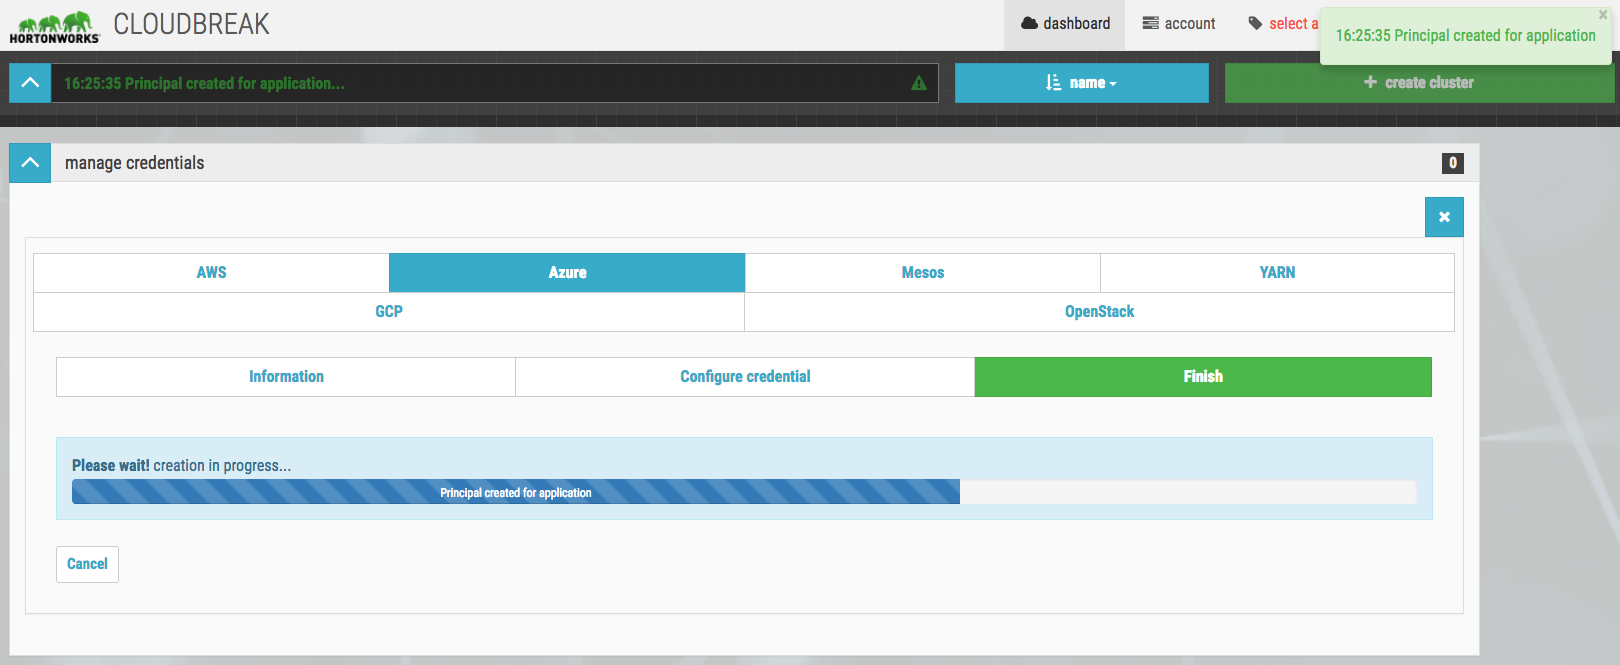 HORTONWORKS
CLOUDBREAK
dashboard
account
select a
×
16:25:35 Principal created for application
16:25:35 Principal created for application...
name
+ create cluster
manage credentials
0
×
AWS
Azure
Mesos
YARN
GCP
OpenStack
Information
Configure credential
Finish
Please wait! creation in progress...
Principal created for application
Cancel